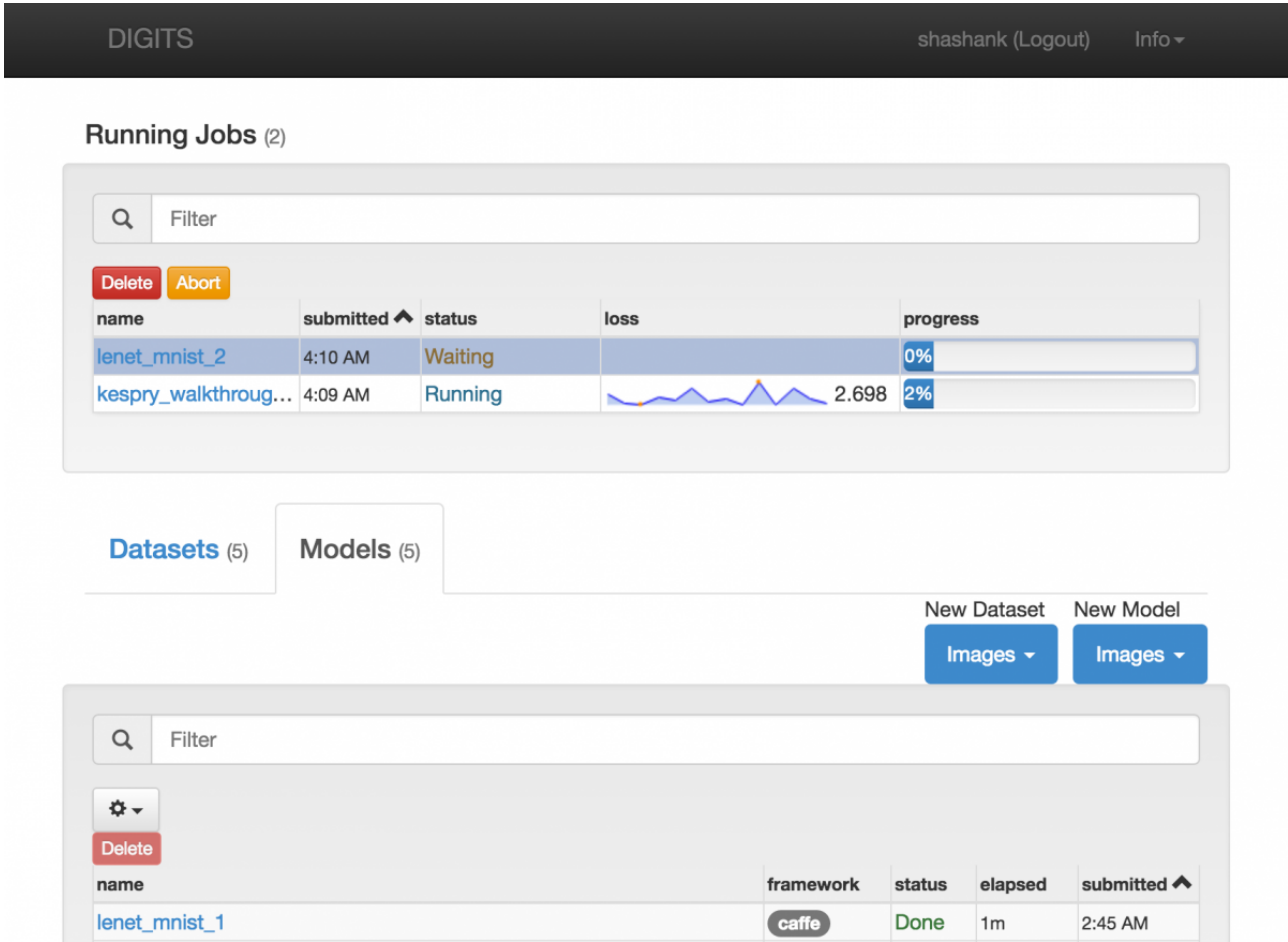 DIGITS shashank (Logout) Info
Running Jobs (2)
Filter
Delete Abort
name submitted status loss progress
lenet_mnist_2 4:10 AM Waiting 0%
kespry_walkthroug... 4:09 AM Running 2.698 2%
Datasets (5) Models (5)
New Dataset New Model
Images Images
Filter
Delete
name framework status elapsed submitted
lenet_mnist_1 caffe Done 1m 2:45 AM